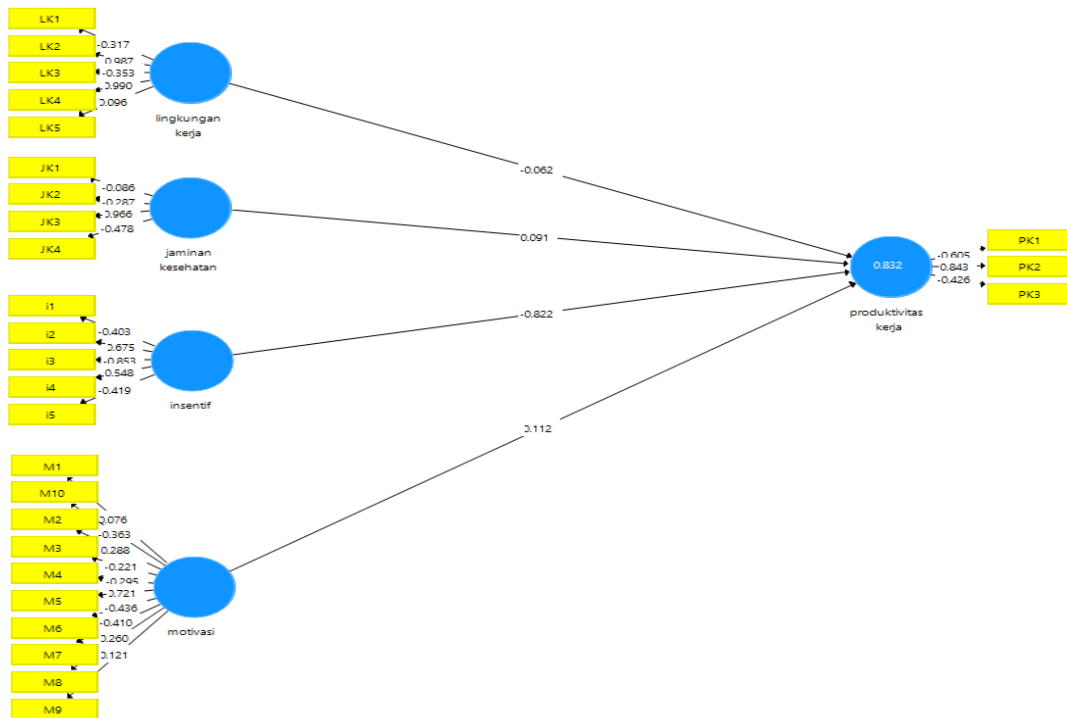 LK1
LK2
LK3
LK4
LK5
-0.317
0.987
-0.353
0.990
0.096
lingkungan
kerja
JK1
JK2
JK3
JK4
-0.086
-0.287
0.966
-0.478
jaminan
kesehatan
i1
i2
i3
i4
i5
-0.403
0.675
-0.853
0.548
-0.419
insentif
M1
M10
M2
M3
M4
M5
M6
M7
M8
M9
0.076
-0.363
0.288
-0.221
-0.295
-0.721
-0.436
-0.410
0.260
0.121
motivasi
-0.062
0.091
-0.822
0.112
0.832
produktivitas
kerja
-0.605
0.843
-0.426
PK1
PK2
PK3